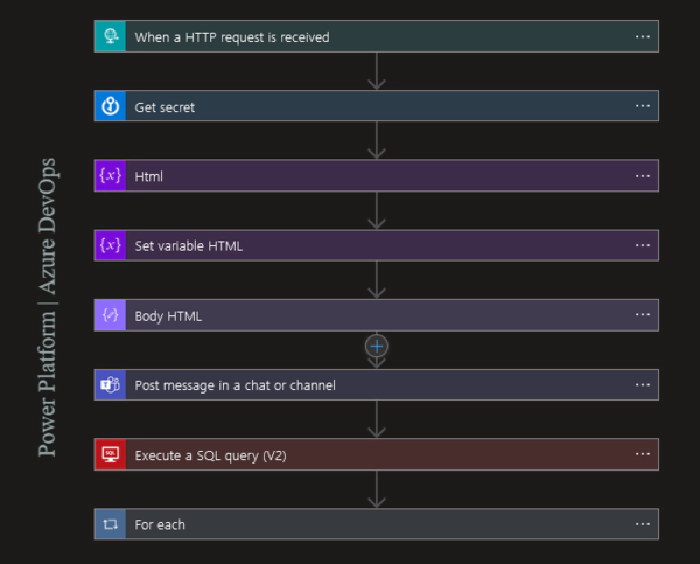 When a HTTP request is received
Get secret
{x} Html
{x} Set variable HTML
Body HTML
Post message in a chat or channel
SQL Execute a SQL query (V2)
For each
Power Platform | Azure DevOps